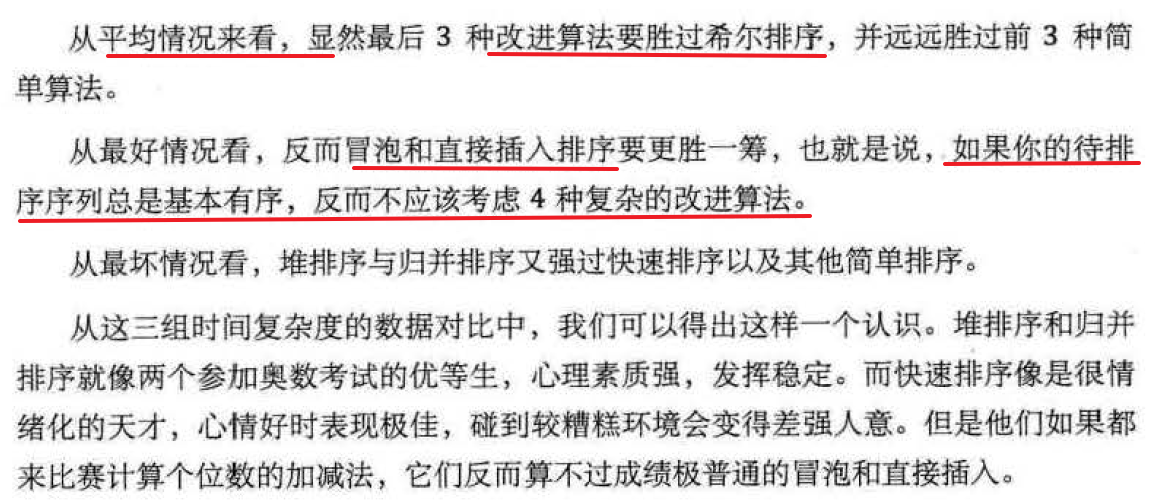 从平均情况来看，显然最后 3 种改进算法要胜过希尔排序，并远远胜过前 3 种简
单算法。
从最好情况看，反而冒泡和直接插入排序要更胜一筹，也就是说，如果你的待排
序序列总是基本有序，反而不应该考虑 4 种复杂的改进算法。
从最坏情况看，堆排序与归并排序又强过快速排序以及其他简单排序。
从这三组时间复杂度的数据对比中，我们可以得出这样一个认识。堆排序和归并
排序就像两个参加奥数考试的优等生，心理素质强，发挥稳定。而快速排序像是很情
绪化的天才，心情好时表现极佳，碰到较糟糕环境会变得差强人意。但是他们如果都
来比赛计算个位数的加减法，它们反而算不过成绩极普通的冒泡和直接插入。